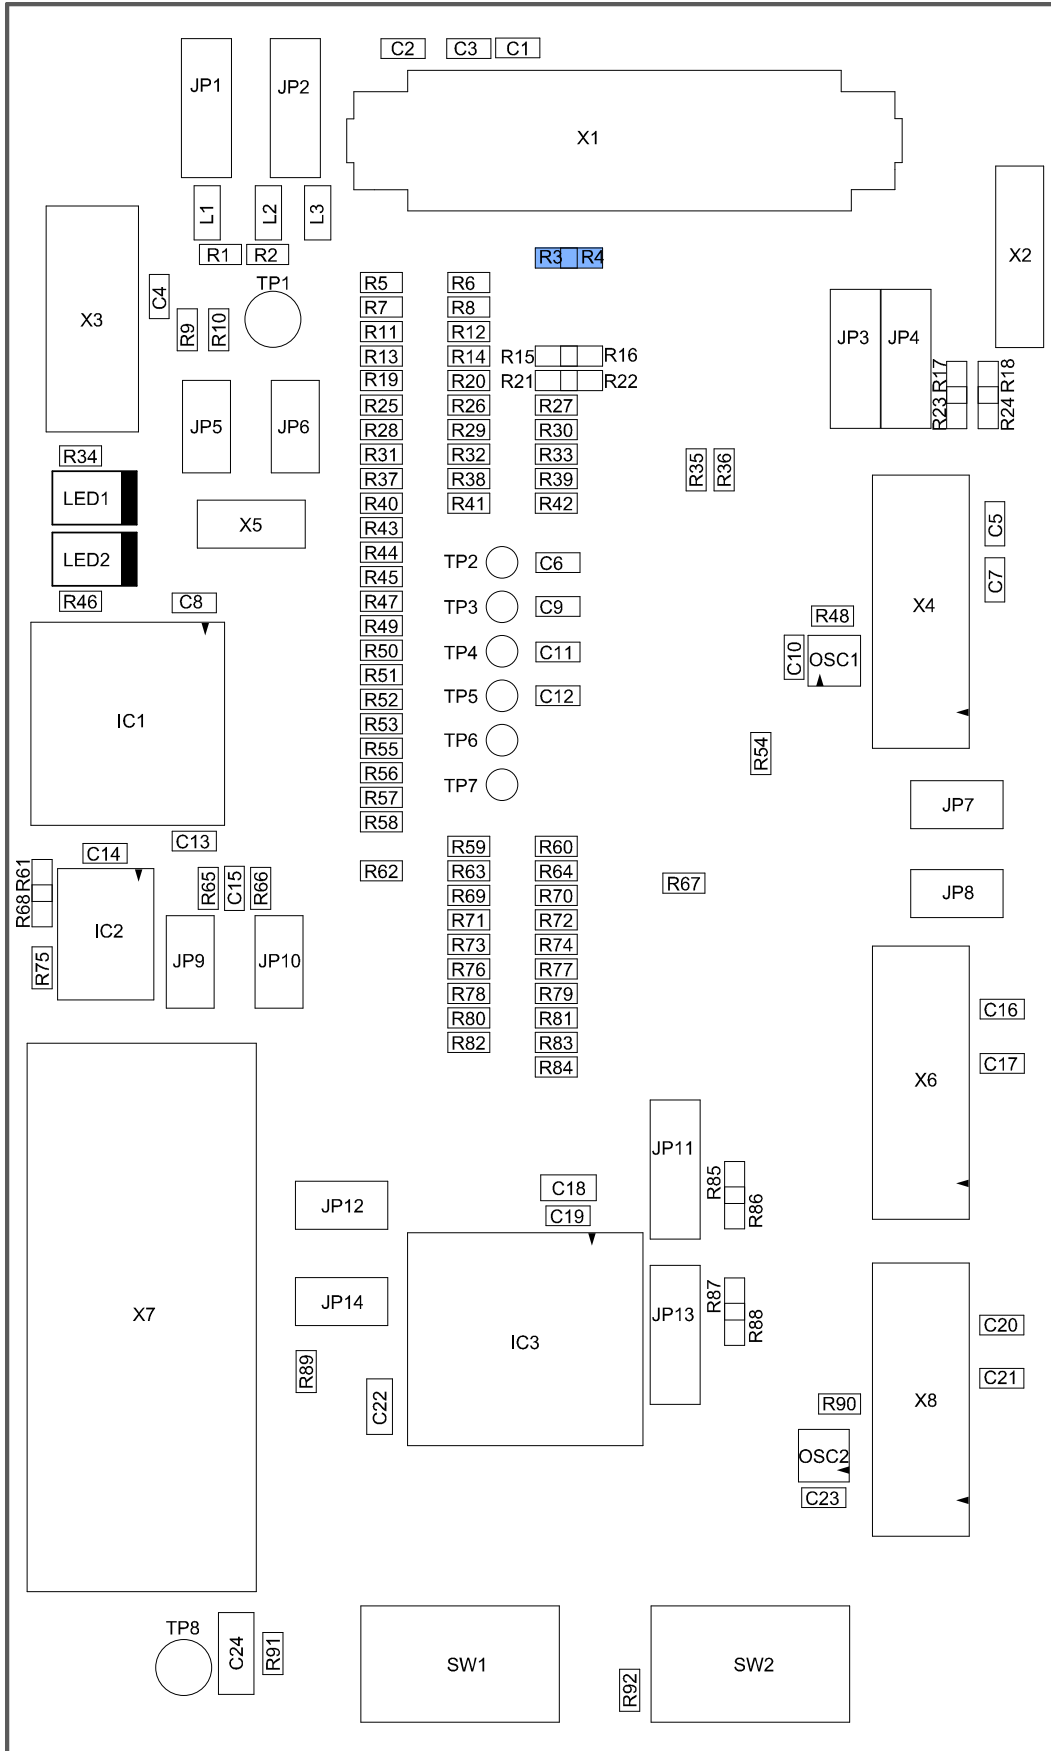 C2 C3 C1
JP1 JP2
X1
L1 L2 L3
R1 R2 R3 R4 X2
TP1
R5 R6
C4
R7 R8
X3
R9 R10
R11 R12
JP3 JP4
R13 R14 R15 R16
R17 R18
R19 R20 R21 R22
R25 R26 R27
R23 R24
JP5 JP6
R28 R29 R30
R34 R31 R32 R33
R35 R36
R37 R38 R39
LED1
R40 R41 R42
X5 C5
R43
R44
LED2
TP2 C6
R45 C7
R46 C8 R47 TP3 C9 X4
R48
R49
R50 TP4 C11
C10 OSC1
R51
R52 TP5 C12
IC1
R53
R55 TP6
R54
R56
R57 TP7
R58
JP7
C13
R59 R60
C14
R61 R62 R63 R64
R65 C15 R66
R67
JP8
R68 R69 R70
IC2
R71 R72
R73 R74
R75 JP9 JP10
R76 R77
R78 R79
C16
R80 R81
R82 R83
R84
C17
X6
JP11
R85
C18
JP12
R86
C19
R87
JP14
JP13
X7 R88
IC3
C20
R89
C21
C22
R90 X8
OSC2
C23
TP8
C24 R91
SW1 SW2
R92